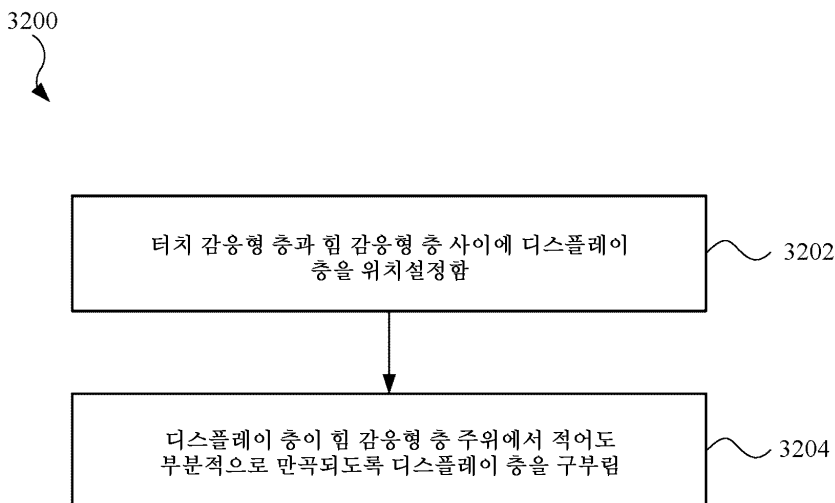 3200
터치 감응형 층과 힘 감응형 층 사이에 디스플레이
층을 위치설정함
3202
디스플레이 층이 힘 감응형 층 주위에서 적어도
부분적으로 만곡되도록 디스플레이 층을 구부림
3204